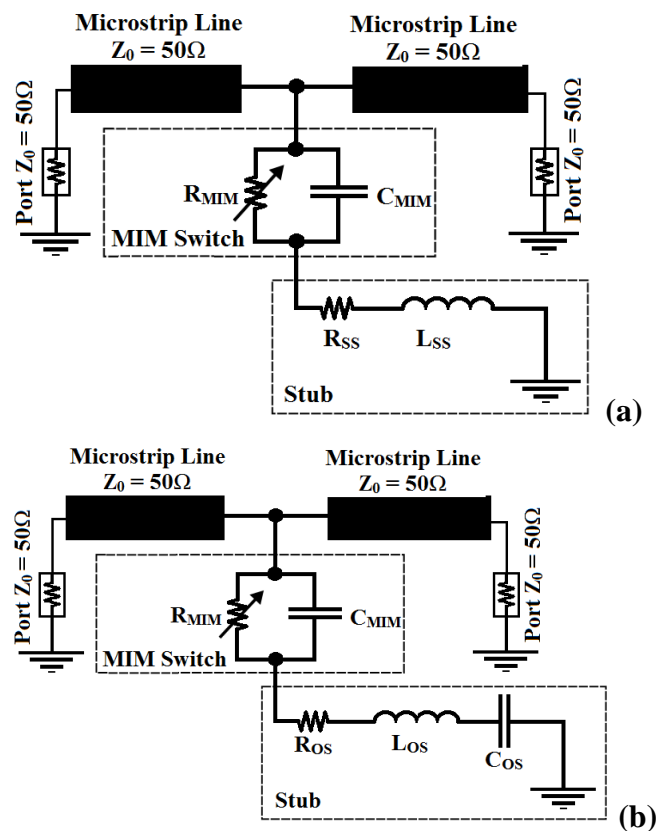 Microstrip Line
Z0 = 50Ω
Microstrip Line
Z0 = 50Ω
Port Z0 = 50Ω
Port Z0 = 50Ω
RMIM
CMIM
MIM Switch
RSS
LSS
Stub
(a)
Microstrip Line
Z0 = 50Ω
Microstrip Line
Z0 = 50Ω
Port Z0 = 50Ω
Port Z0 = 50Ω
RMIM
CMIM
MIM Switch
ROS
LOS
COS
Stub
(b)